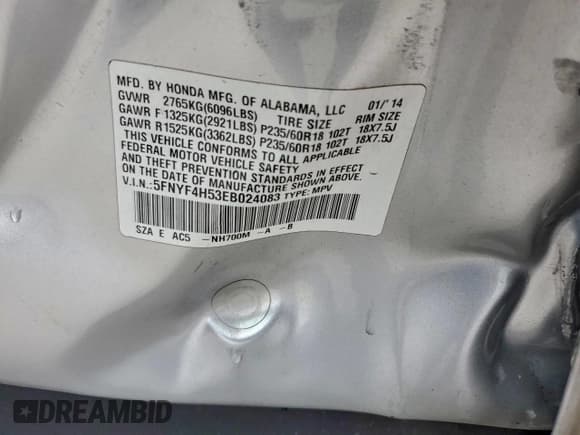 MFD. BY HONDA MFG. OF ALABAMA, LLC 01/'14
GVWR 2765KG(6096LBS) TIRE SIZE RIM SIZE
GAWR F 1325KG(2921LBS) P235/60R18 102T 18X7.5J
GAWR R 1525KG(3362LBS) P235/60R18 102T 18X7.5J
THIS VEHICLE CONFORMS TO ALL APPLICABLE
FEDERAL MOTOR VEHICLE SAFETY
AND THEFT PREVENTION STANDARDS IN EFFECT
ON THE DATE OF MANUFACTURE SHOWN ABOVE.
V.I.N.:5FNYF4H53EB024083 TYPE: MPV
SZA E AC5 -NH700M -A -B
DREAMBID